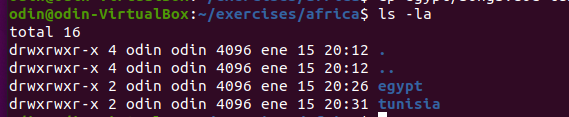 odin@odin-VirtualBox:~/exercises/africa$ ls -la
total 16
drwxrwxr-x 4 odin odin 4096 ene 15 20:12 .
drwxrwxr-x 4 odin odin 4096 ene 15 20:12 ..
drwxrwxr-x 2 odin odin 4096 ene 15 20:26 egypt
drwxrwxr-x 2 odin odin 4096 ene 15 20:31 tunisia